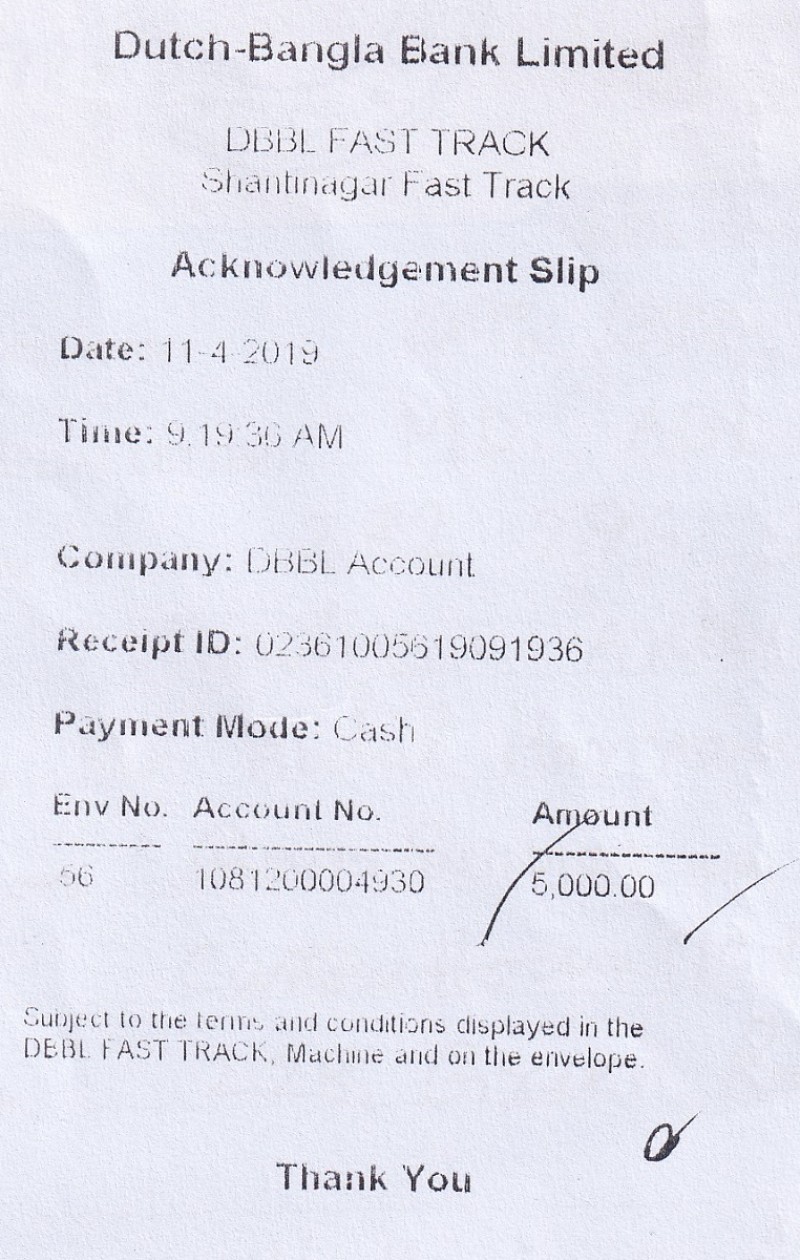 Dutch-Bangla Bank Limited
DBBL FAST TRACK
Shantinagar Fast Track
Acknowledgement Slip
Date: 11-4-2019
Time: 9:19:36 AM
Company: DBBL Account
Receipt ID: 02361005619091936
Payment Mode: Cash
Env No. Account No. Amount
56 1081200004930 5,000.00
Subject to the terms and conditions displayed in the
DBBL FAST TRACK, Machine and on the envelope.
Thank You